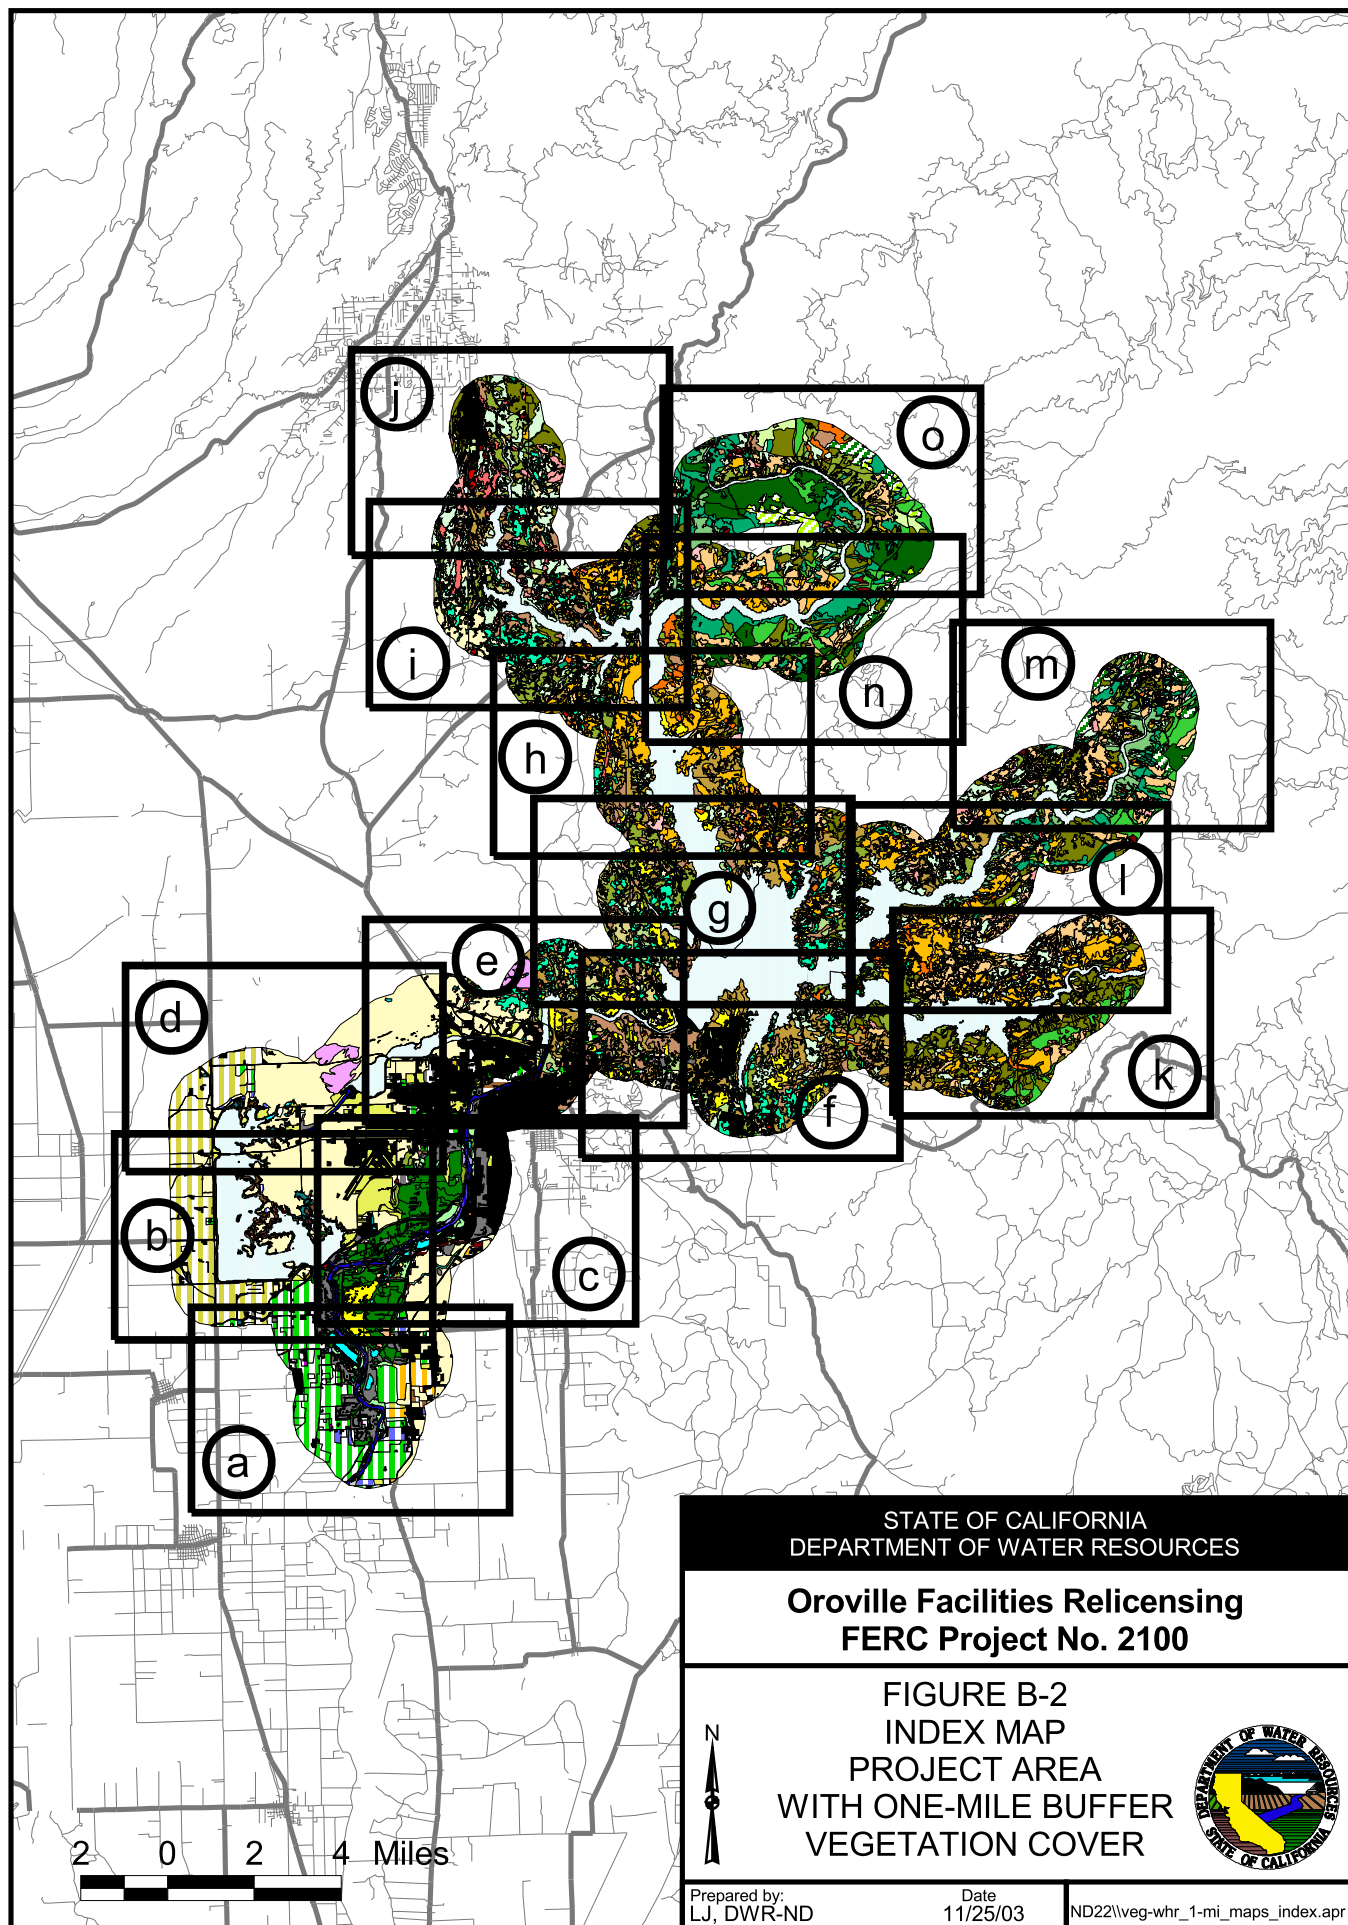 j
o
i
n
m
h
l
g
e
d
k
f
b
c
a
STATE OF CALIFORNIA
DEPARTMENT OF WATER RESOURCES
Oroville Facilities Relicensing
FERC Project No. 2100
FIGURE B-2
INDEX MAP
PROJECT AREA
WITH ONE-MILE BUFFER
VEGETATION COVER
N
DEPARTMENT OF WATER RESOURCES
STATE OF CALIFORNIA
2 0 2 4 Miles
Prepared by:
LJ, DWR-ND
Date
11/25/03
ND22\\veg-whr_1-mi_maps_index.apr